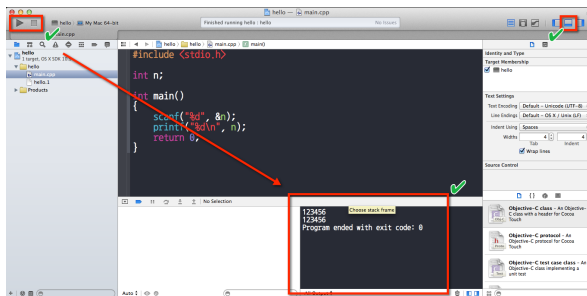 hello — main.cpp
hello
My Mac 64-bit
Finished running hello : hello
No Issues
main.cpp
hello
main.cpp
main()
hello
1 target, OS X SDK 10.8
hello
main.cpp
hello.1
Products
#include <stdio.h>
int n;
int main()
{
scanf("%d", &n);
printf("%d\n", n);
return 0;
}
Identity and Type
Target Membership
hello
Text Settings
Text Encoding Default – Unicode (UTF-8)
Line Endings Default – OS X / Unix (LF)
Indent Using Spaces
Widths 4 4
Tab Indent
Wrap lines
Source Control
No Selection
Choose stack frame
123456
123456
Program ended with exit code: 0
Objective-C class – An Objective-
C class with a header for Cocoa
Touch
Objective-C protocol – An
Objective-C protocol for Cocoa
Touch
Objective-C test case class – An
Objective-C class implementing a
unit test
Auto